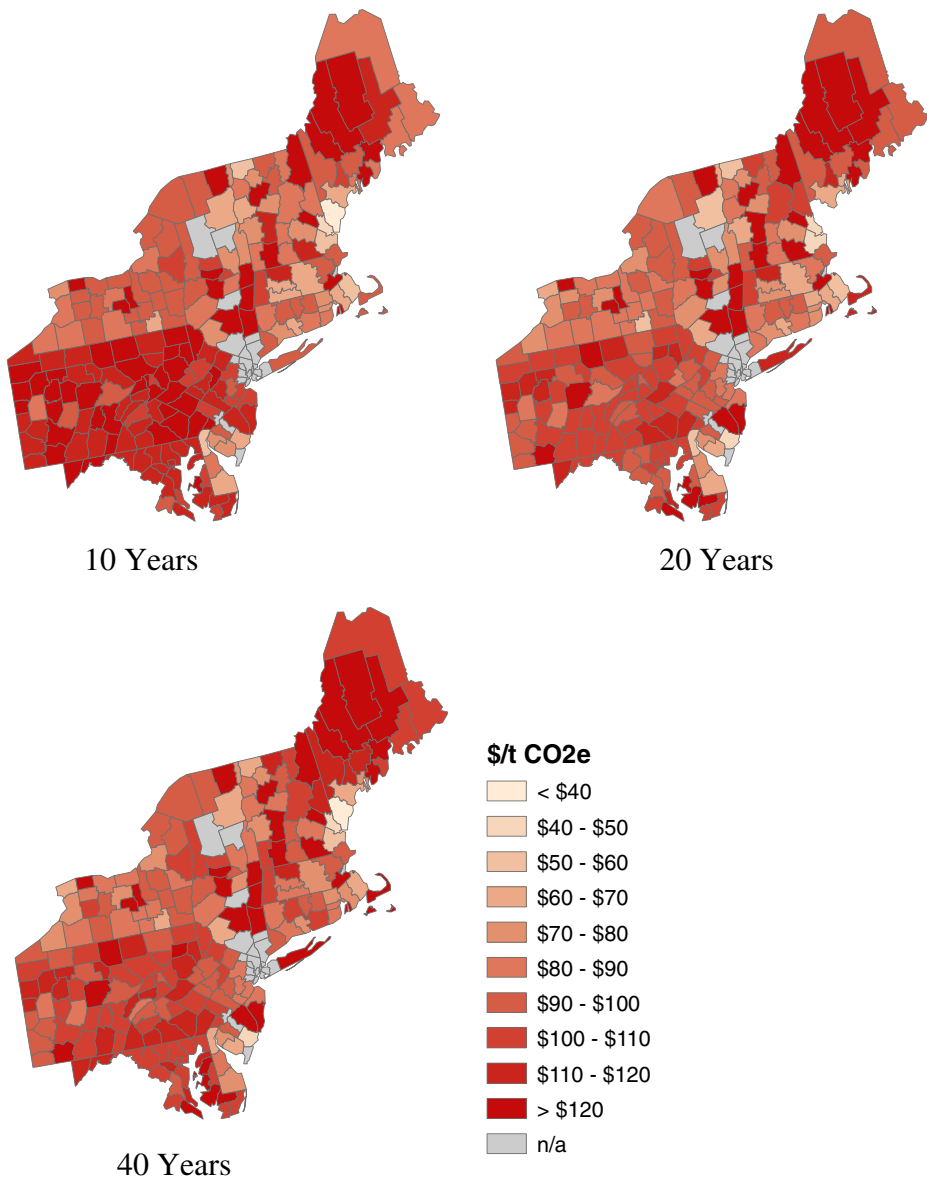 10 Years
20 Years
$/t CO2e
< $40
$40 - $50
$50 - $60
$60 - $70
$70 - $80
$80 - $90
$90 - $100
$100 - $110
$110 - $120
> $120
n/a
40 Years